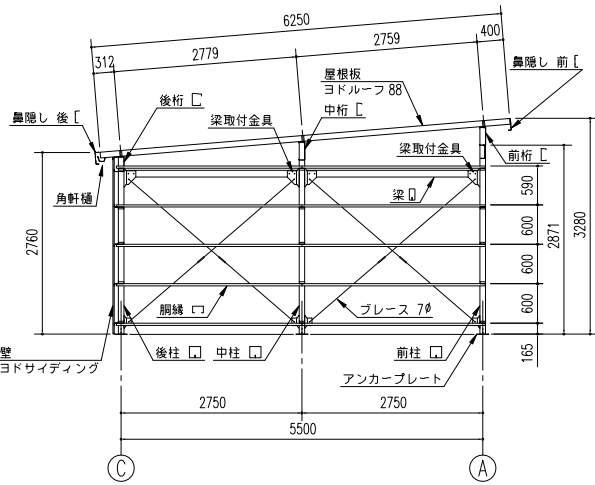 6250
312
2779
2759
400
屋根板
ヨドルーフ 88
鼻隠し 前
後桁
中桁
鼻隠し 後
梁取付金具
梁取付金具
前桁
角軒樋
梁
590
600
600
600
165
2760
2871
3280
胴縁
ブレース 7φ
壁
ヨドサイディング
後柱
中柱
前柱
アンカープレート
2750
2750
5500
C
A